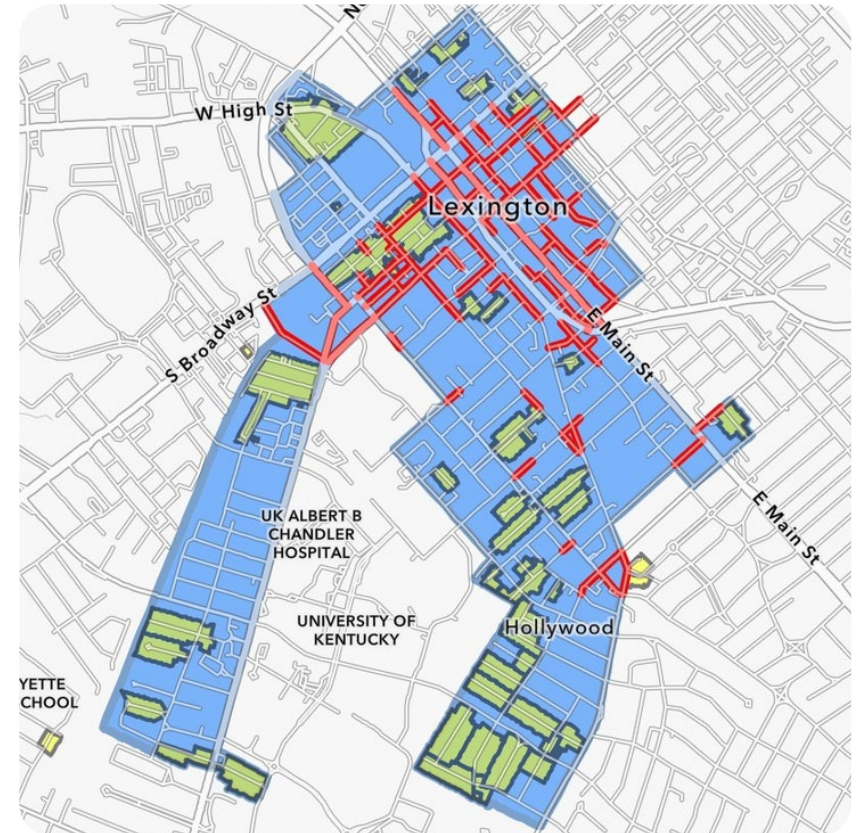 W High St
Lexington
S Broadway St
E Main St
E Main St
UK ALBERT B
CHANDLER
HOSPITAL
UNIVERSITY OF
KENTUCKY
Hollywood
YETTE
CHOOL